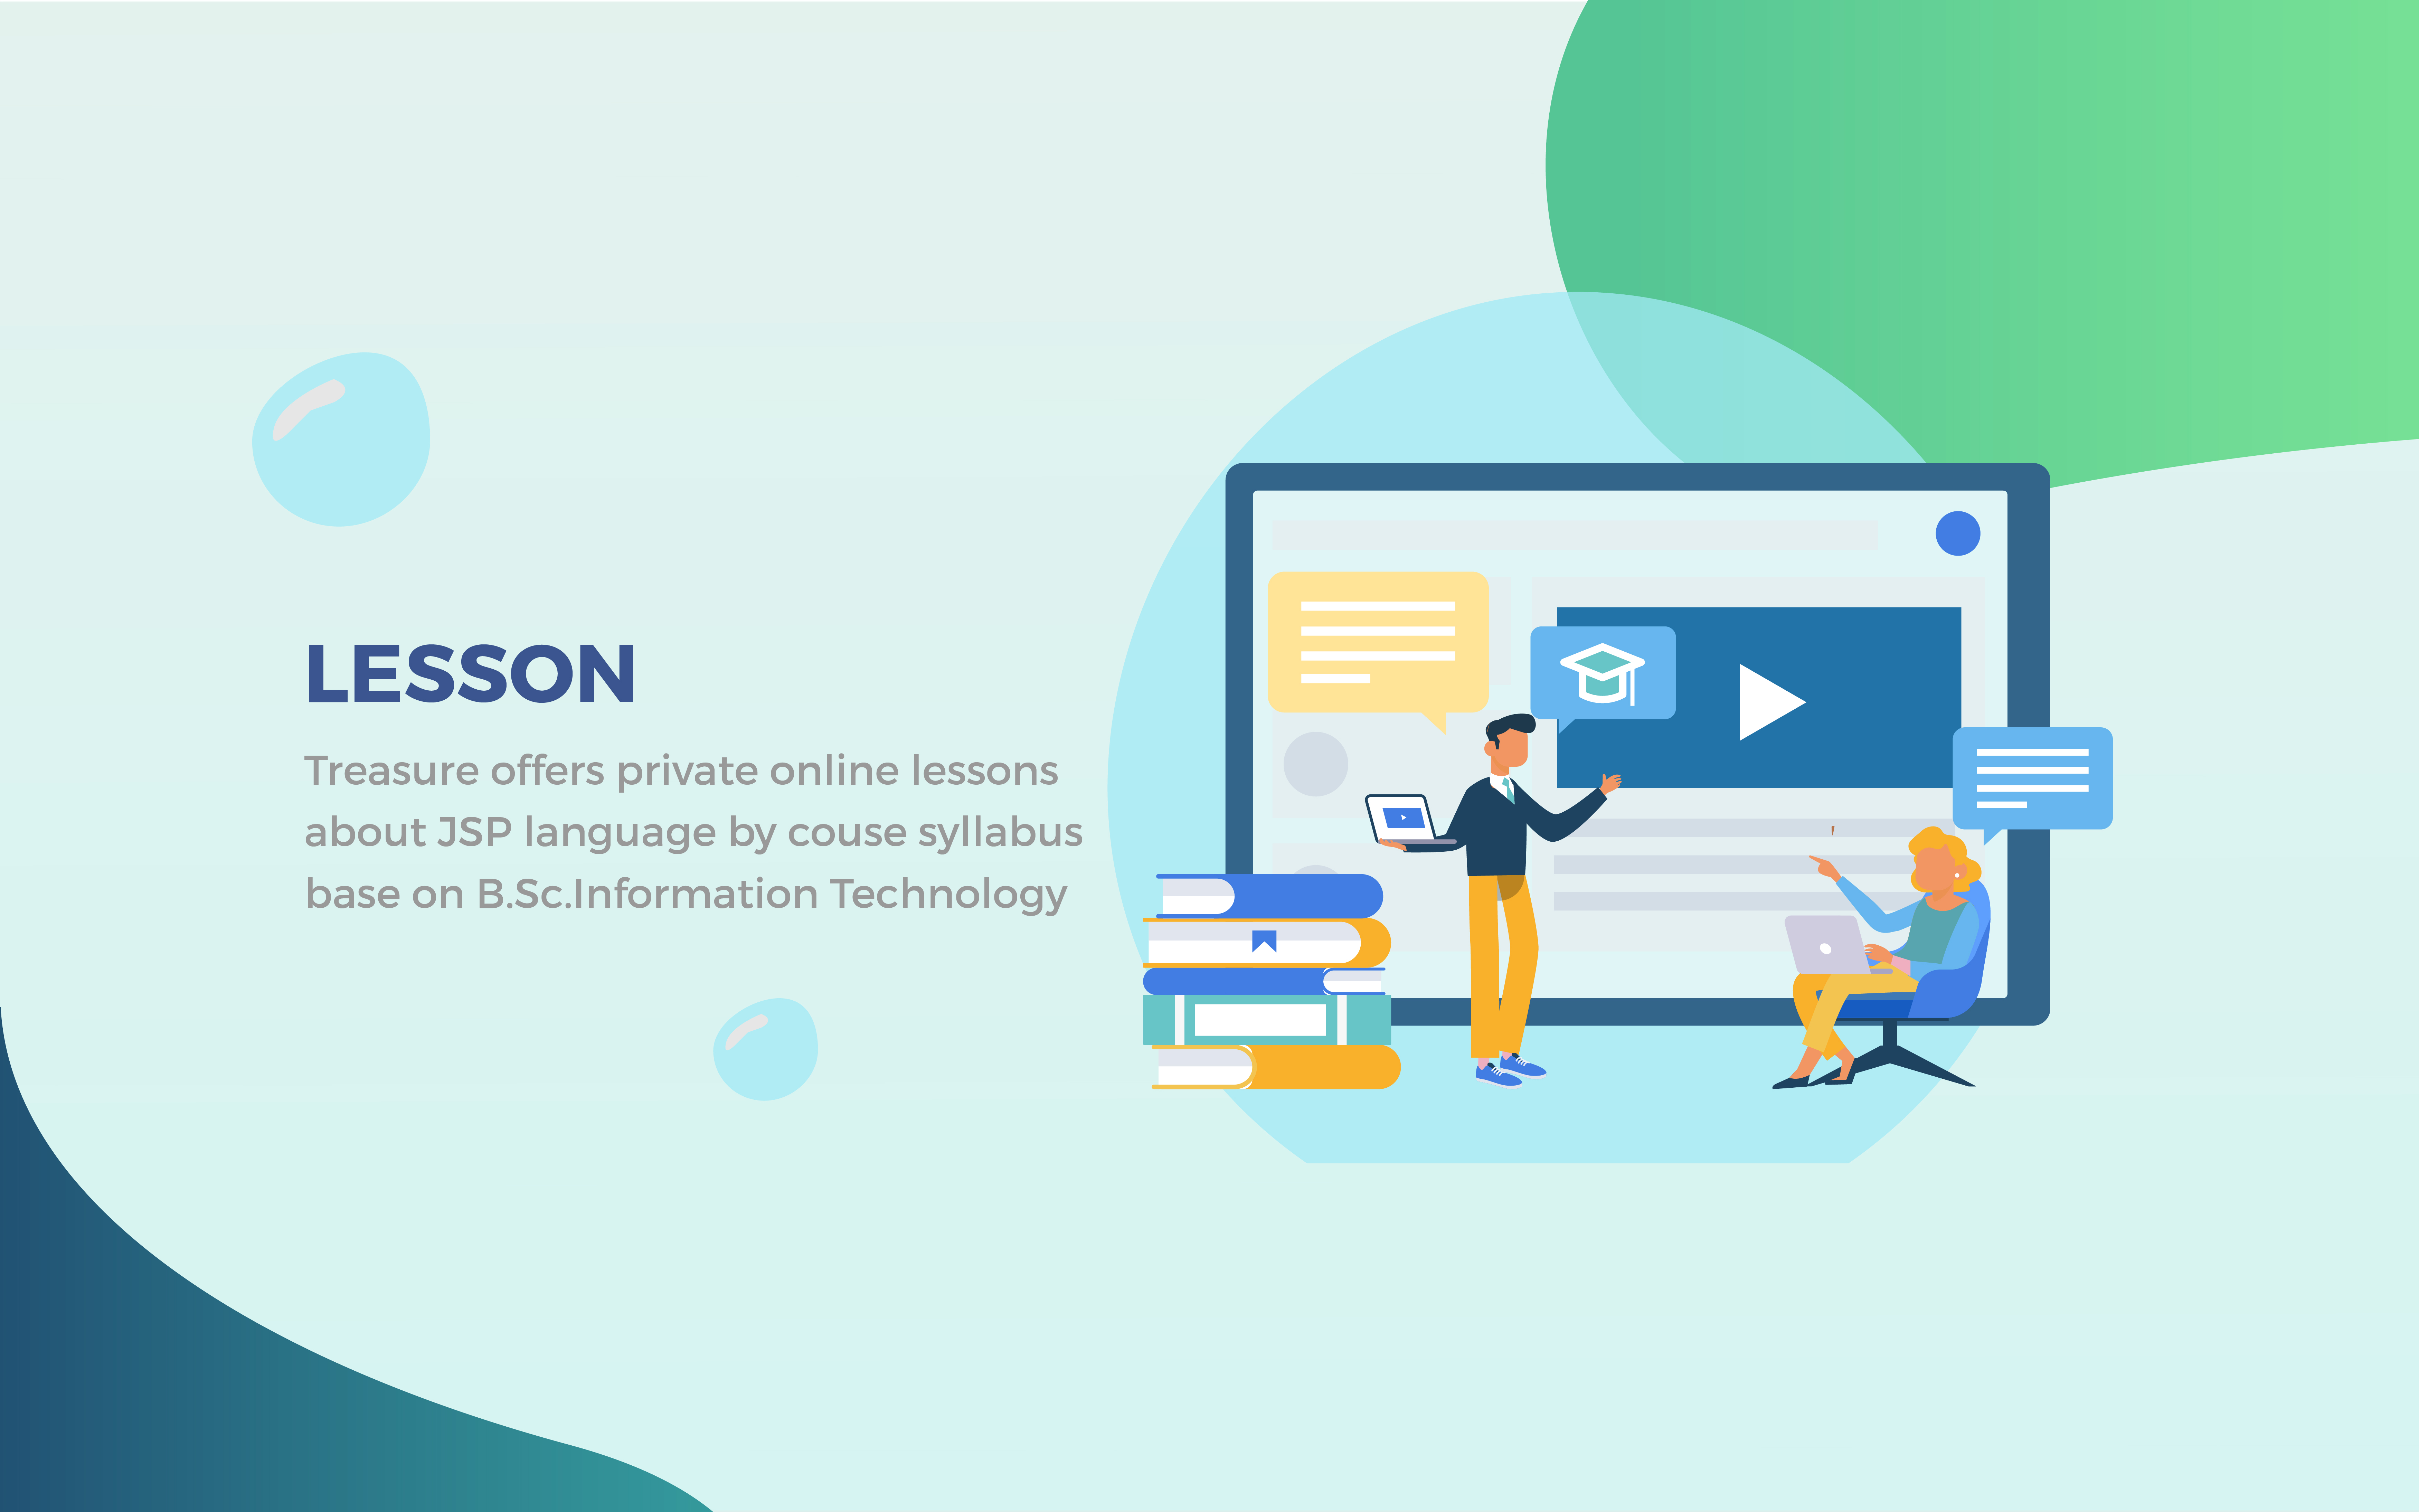 LESSON
Treasure offers private online lessons
about JSP language by couse syllabus
base on B.Sc.Information Technology